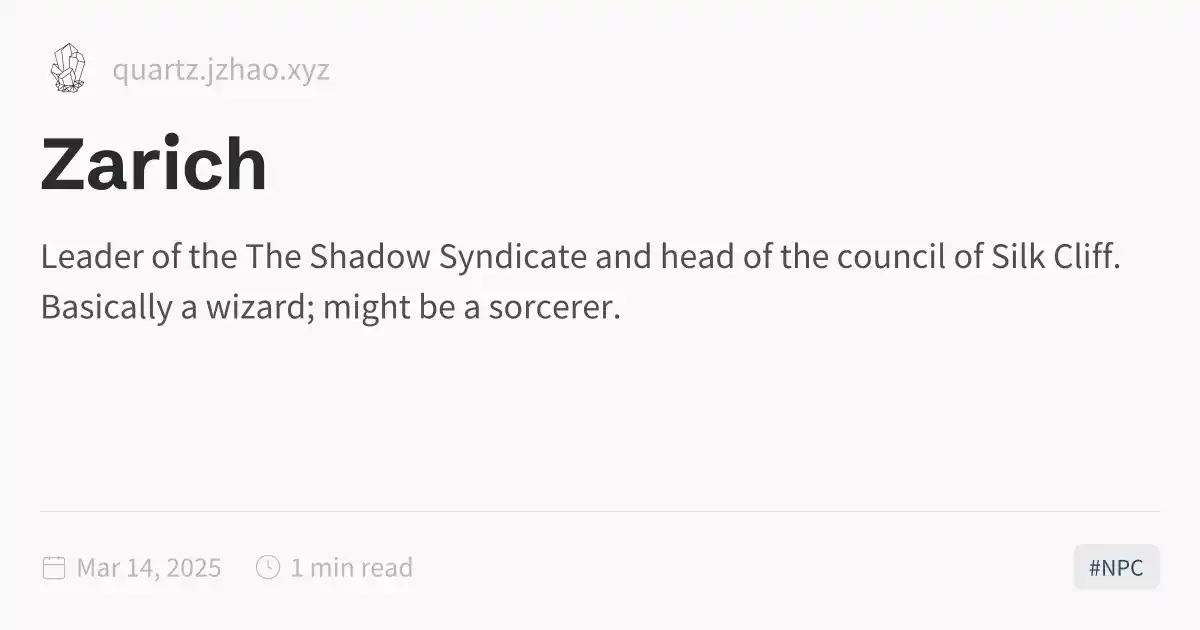 quartz.jzhao.xyz
Zarich
Leader of the The Shadow Syndicate and head of the council of Silk Cliff.
Basically a wizard; might be a sorcerer.
Mar 14, 2025 1 min read #NPC